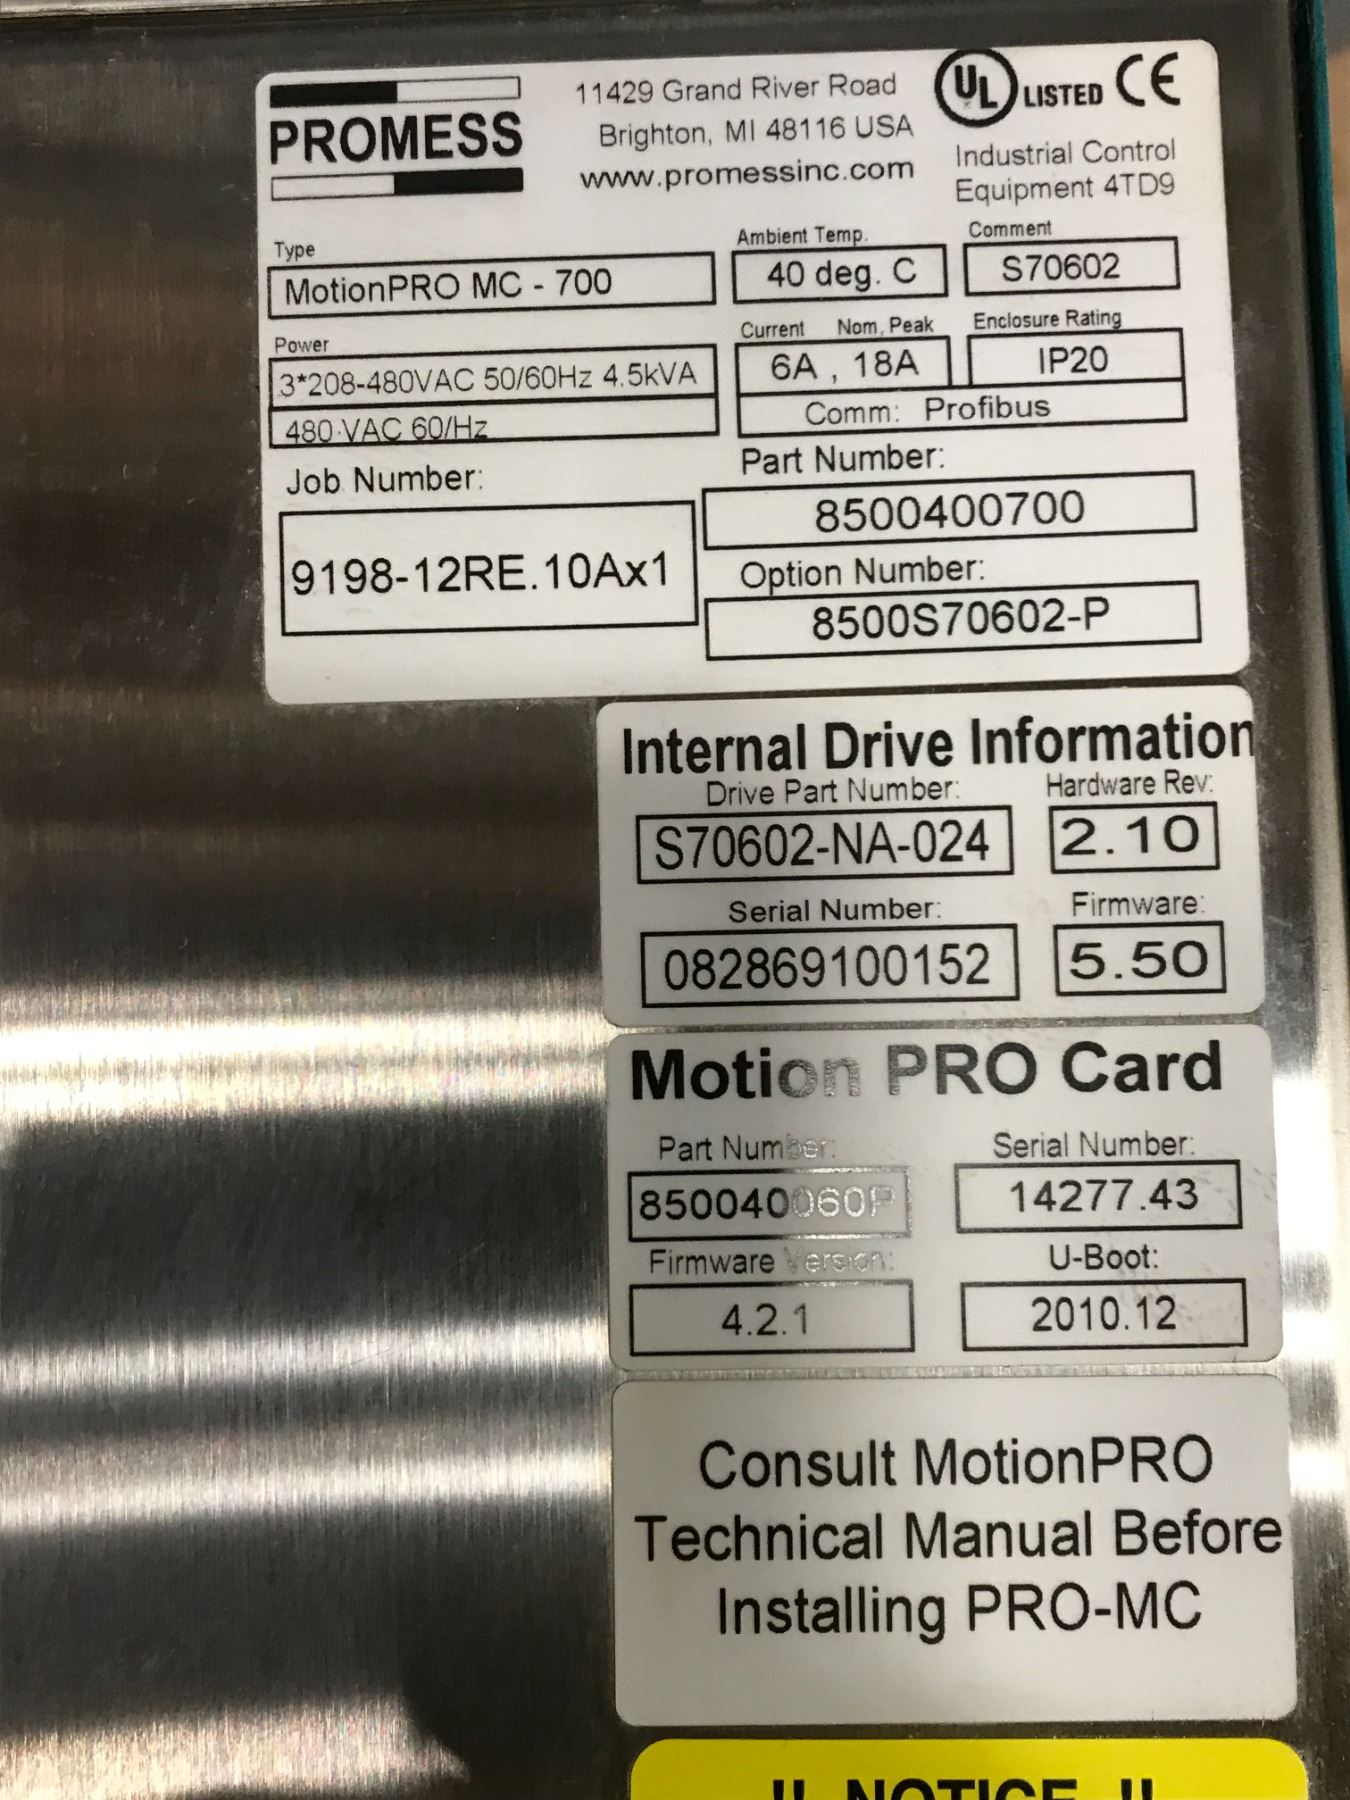 PROMESS
11429 Grand River Road
Brighton, MI 48116 USA
www.promessinc.com
UL LISTED CE
Industrial Control
Equipment 4TD9
Type
MotionPRO MC - 700
Ambient Temp.
40 deg. C
Comment
S70602
Power
3*208-480VAC 50/60Hz 4.5kVA
480 VAC 60/Hz
Current Nom, Peak
6A , 18A
Enclosure Rating
IP20
Comm: Profibus
Job Number:
9198-12RE.10Ax1
Part Number:
8500400700
Option Number:
8500S70602-P
Internal Drive Information
Drive Part Number:
S70602-NA-024
Hardware Rev:
2.10
Serial Number:
082869100152
Firmware:
5.50
Motion PRO Card
Part Number:
850040060P
Serial Number:
14277.43
Firmware Version:
4.2.1
U-Boot:
2010.12
Consult MotionPRO
Technical Manual Before
Installing PRO-MC
!! NOTICE !!